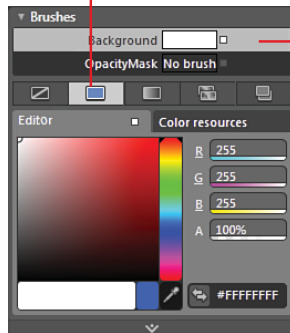 Brushes
Background
OpacityMask No brush
Editor
Color resources
R 255
G 255
B 255
A 100%
#FFFFFFFF